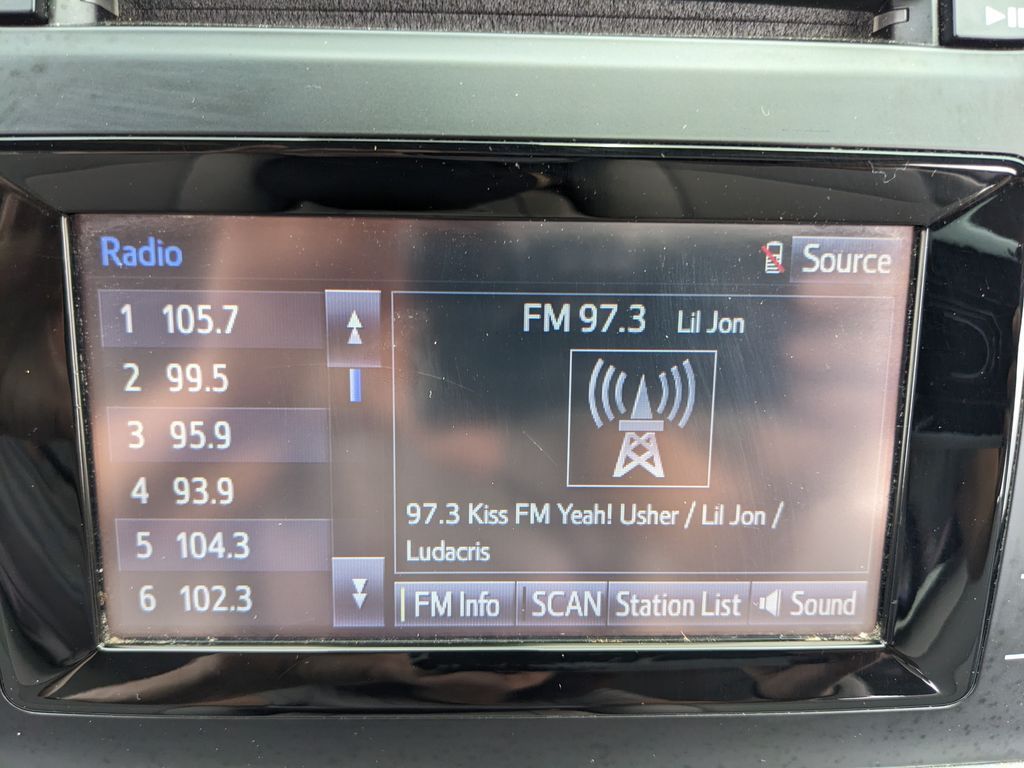 Radio
Source
1 105.7
2 99.5
3 95.9
4 93.9
5 104.3
6 102.3
FM 97.3 Lil Jon
97.3 Kiss FM Yeah! Usher / Lil Jon /
Ludacris
FM Info
SCAN
Station List
Sound